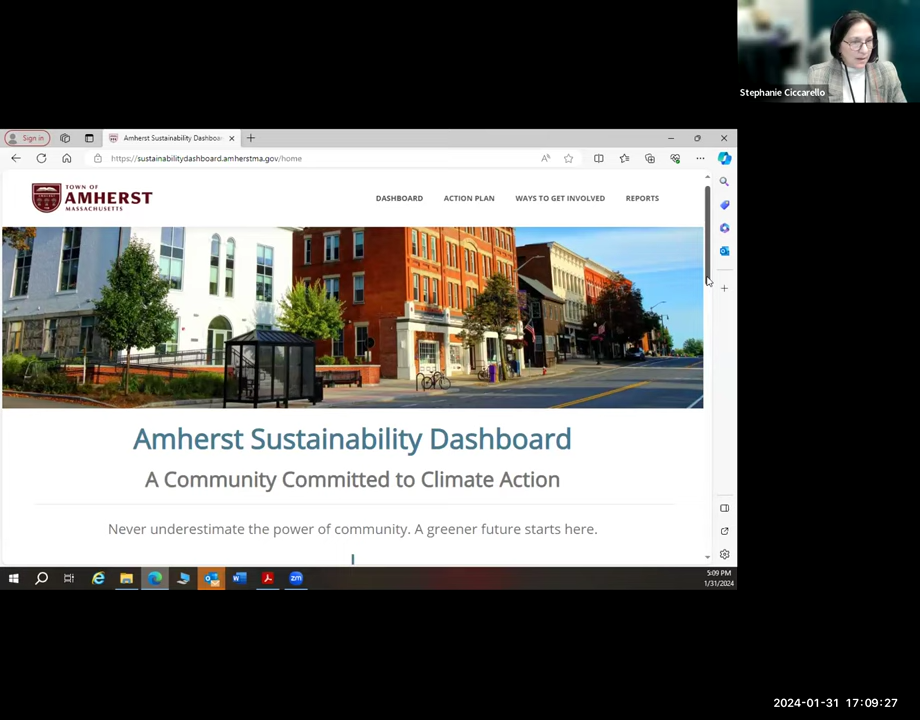 Stephanie Ciccarello
Sign in
Amherst Sustainability Dashboa
https://sustainabilitydashboard.amherstma.gov/home
TOWN OF
AMHERST
MASSACHUSETTS
DASHBOARD
ACTION PLAN
WAYS TO GET INVOLVED
REPORTS
Amherst Sustainability Dashboard
A Community Committed to Climate Action
Never underestimate the power of community. A greener future starts here.
5:09 PM
1/31/2024
2024-01-31 17:09:27